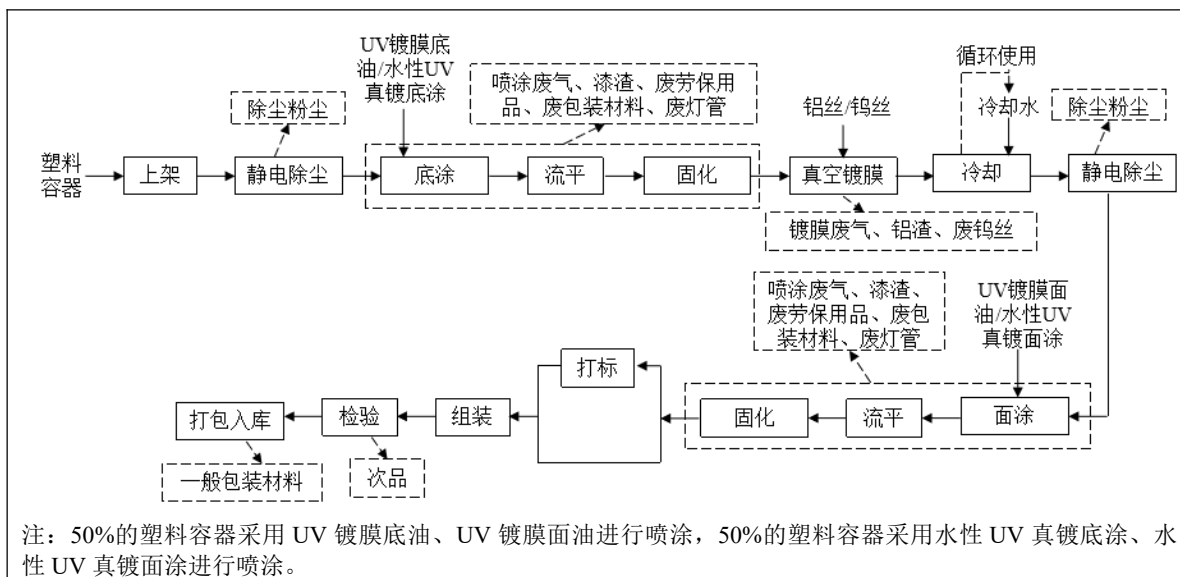 UV镀膜底
油/水性UV
真镀底涂
喷涂废气、漆渣、废劳保用
品、废包装材料、废灯管
循环使用
除尘粉尘
铝丝/钨丝
冷却水
除尘粉尘
塑料
容器
上架
静电除尘
底涂
流平
固化
真空镀膜
冷却
静电除尘
镀膜废气、铝渣、废钨丝
喷涂废气、漆渣、
废劳保用品、废包
装材料、废灯管
UV镀膜面
油/水性UV
真镀面涂
打标
打包入库
检验
组装
固化
流平
面涂
一般包装材料
次品
注：50%的塑料容器采用 UV 镀膜底油、UV 镀膜面油进行喷涂，50%的塑料容器采用水性 UV 真镀底涂、水
性 UV 真镀面涂进行喷涂。